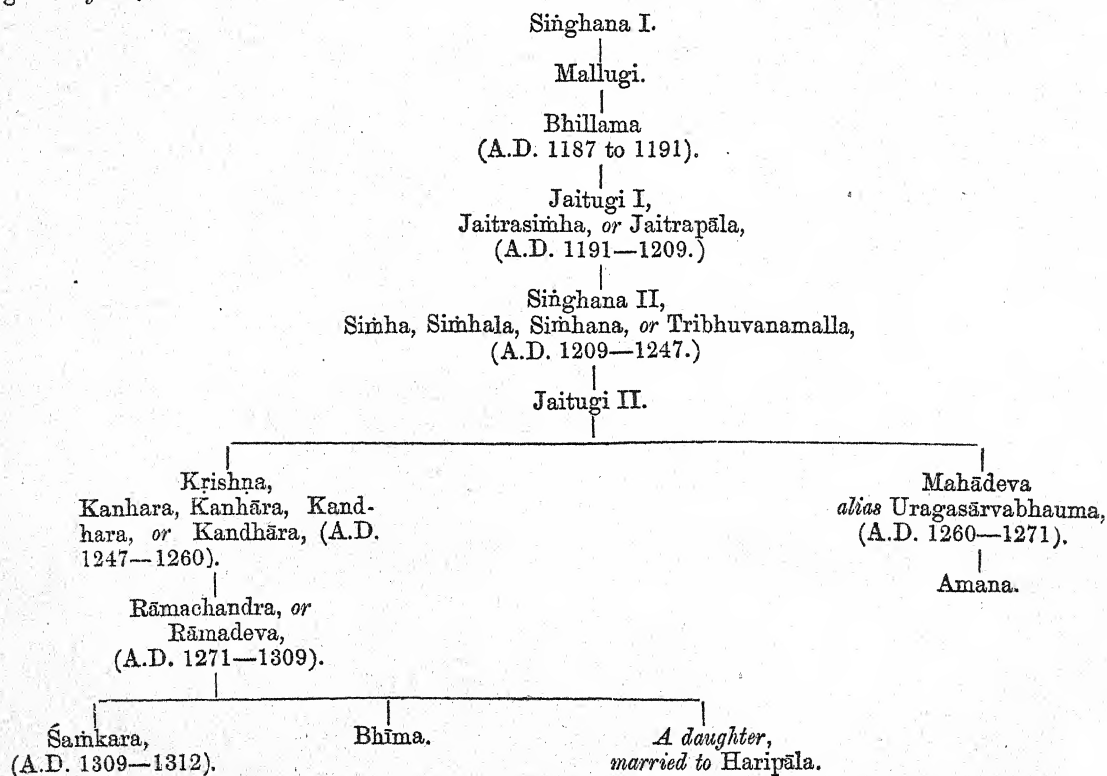 Siṅghana I.
Mallugi.
Bhillama
(A.D. 1187 to 1191).
Jaitugi I,
Jaitrasiṁha, or Jaitrapāla,
(A.D. 1191—1209.)
Siṅghana II,
Siṁha, Siṁhala, Siṁhana, or Tribhuvanamalla,
(A.D. 1209—1247.)
Jaitugi II.
Kṛishṇa,
Kanhara, Kanhāra, Kand-
hara, or Kandhāra, (A.D.
1247—1260).
Mahādeva
alias Uragasārvabhauma,
(A.D. 1260—1271).
Amana.
Rāmachandra, or
Rāmadeva,
(A.D. 1271—1309).
Śaṁkara,
(A.D. 1309—1312).
Bhīma.
A daughter,
married to Haripāla.